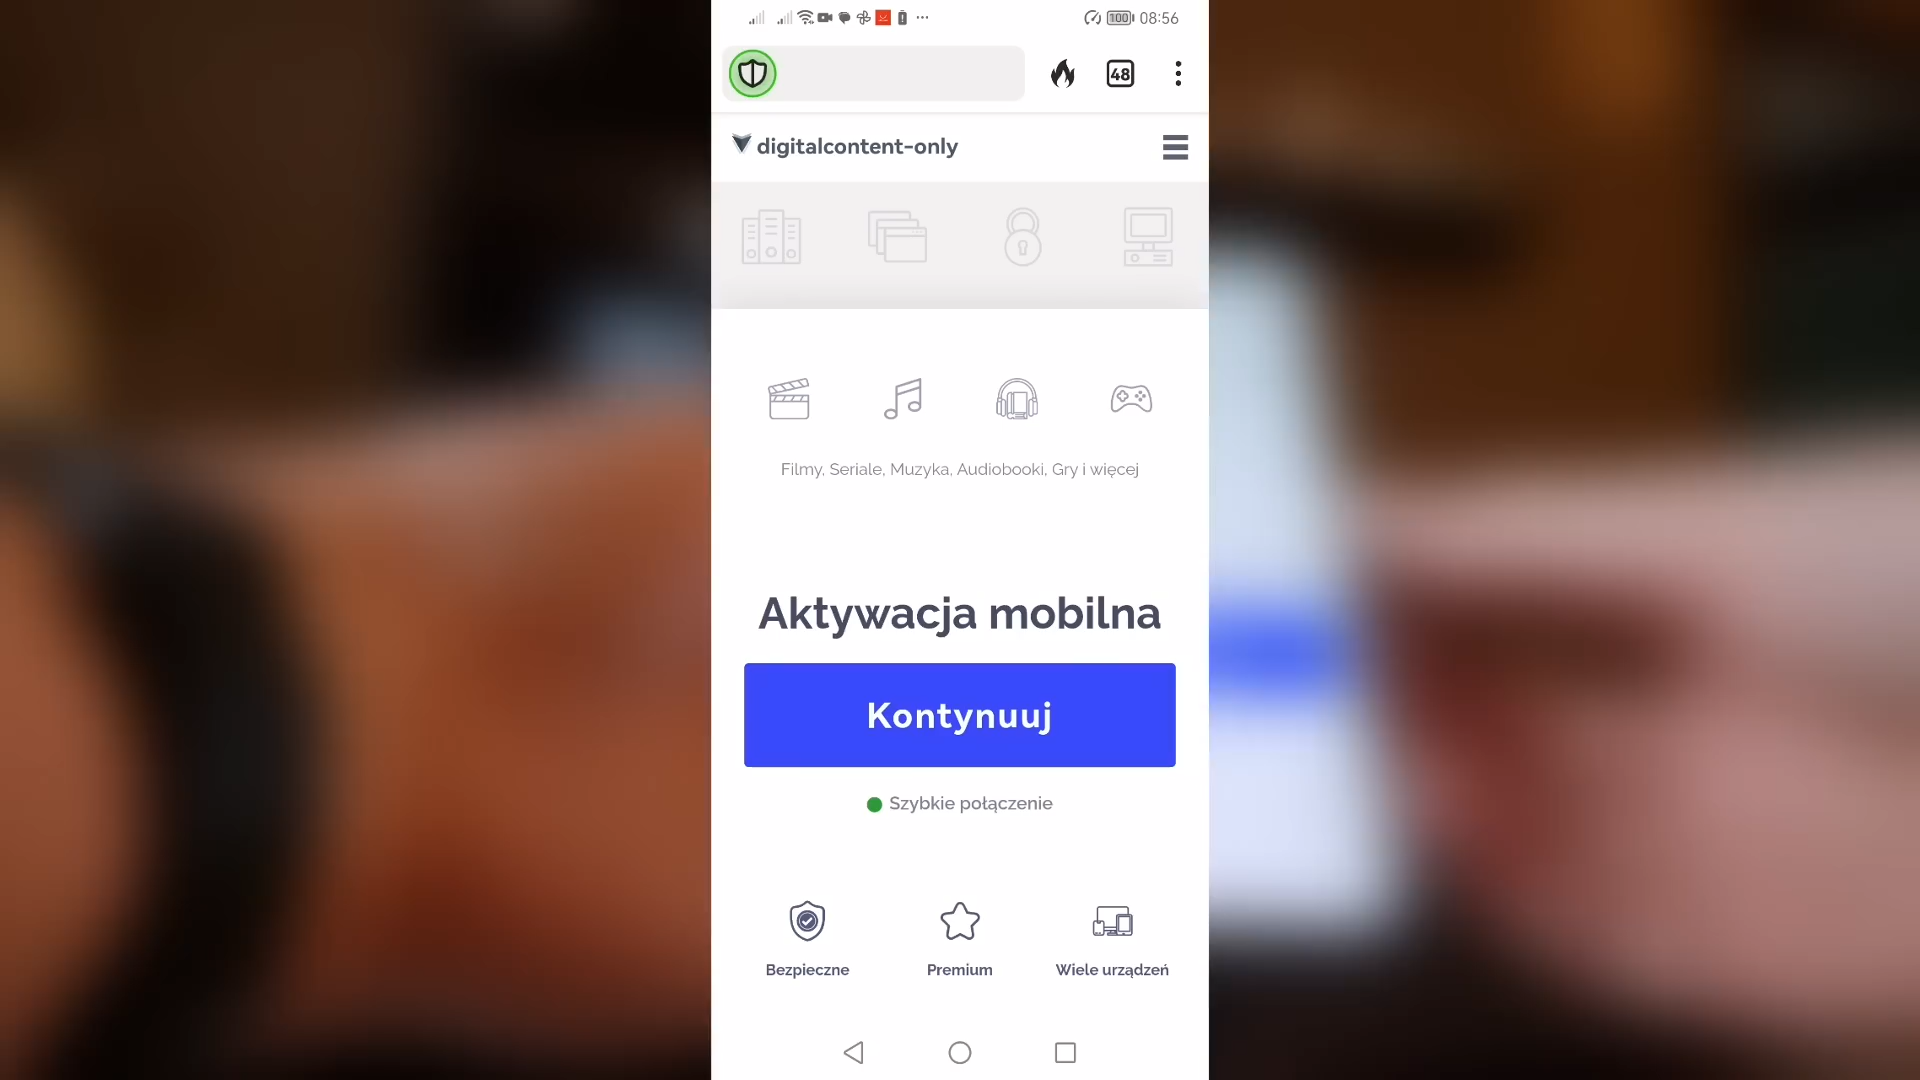 100 08:56
48
digitalcontent-only
Filmy, Seriale, Muzyka, Audiobooki, Gry i więcej
Aktywacja mobilna
Kontynuuj
Szybkie połączenie
Bezpieczne Premium Wiele urządzeń